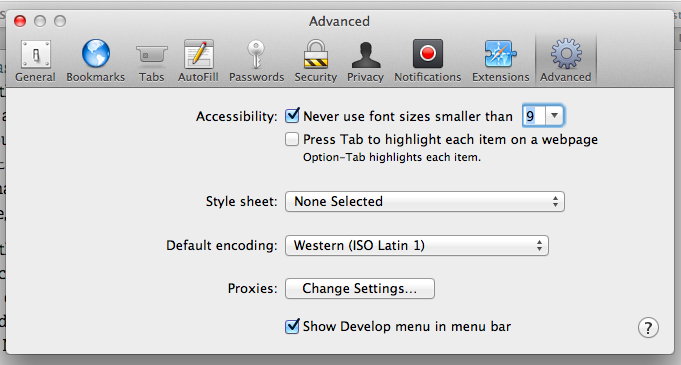 Advanced
General Bookmarks Tabs AutoFill Passwords Security Privacy Notifications Extensions Advanced
Accessibility: Never use font sizes smaller than 9
Press Tab to highlight each item on a webpage
Option-Tab highlights each item.
Style sheet: None Selected
Default encoding: Western (ISO Latin 1)
Proxies: Change Settings...
Show Develop menu in menu bar
?